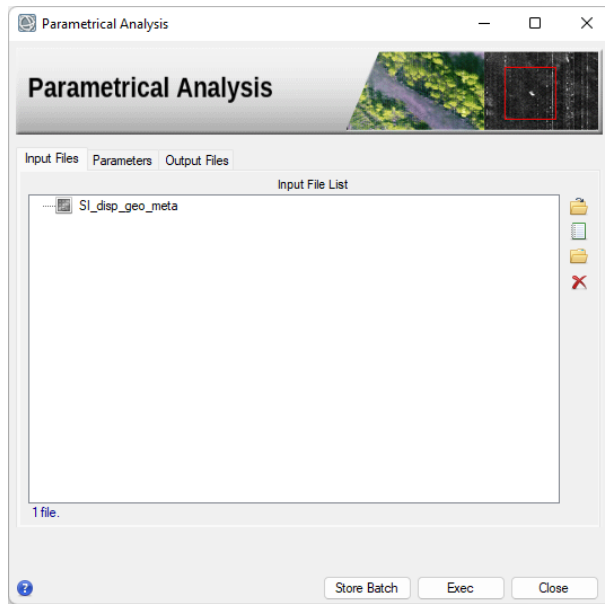 Parametrical Analysis
Parametrical Analysis
Input Files Parameters Output Files
Input File List
SI_disp_geo_meta
1 file.
? Store Batch Exec Close